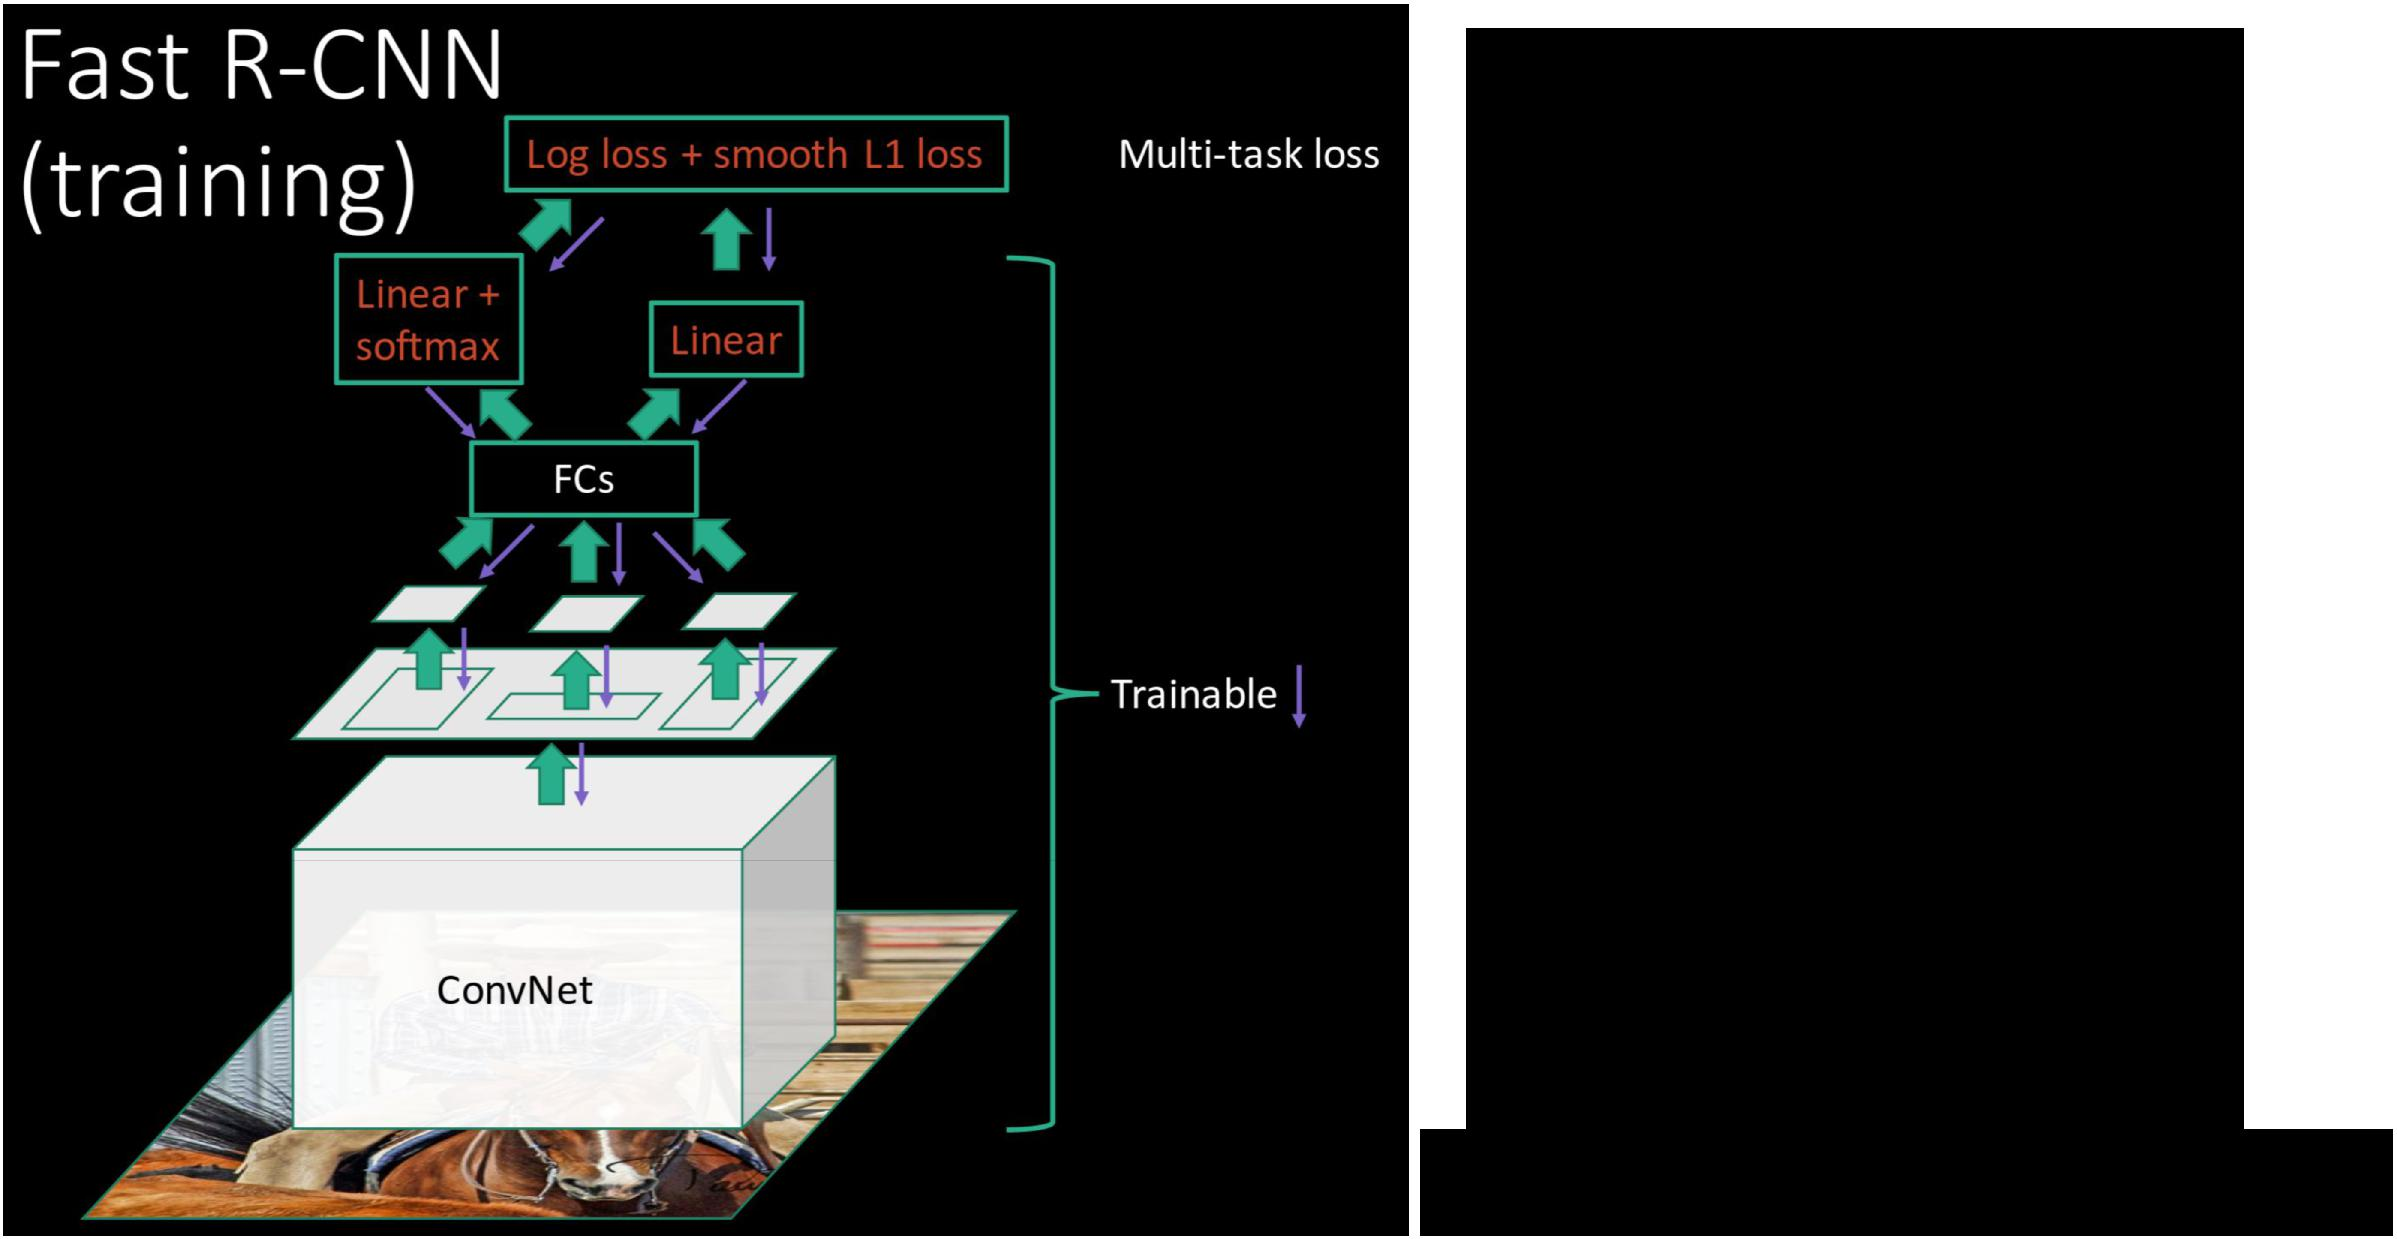 Fast R-CNN
(training)
Log loss + smooth L1 loss
Multi-task loss
Linear +
softmax
Linear
FCs
Trainable
ConvNet